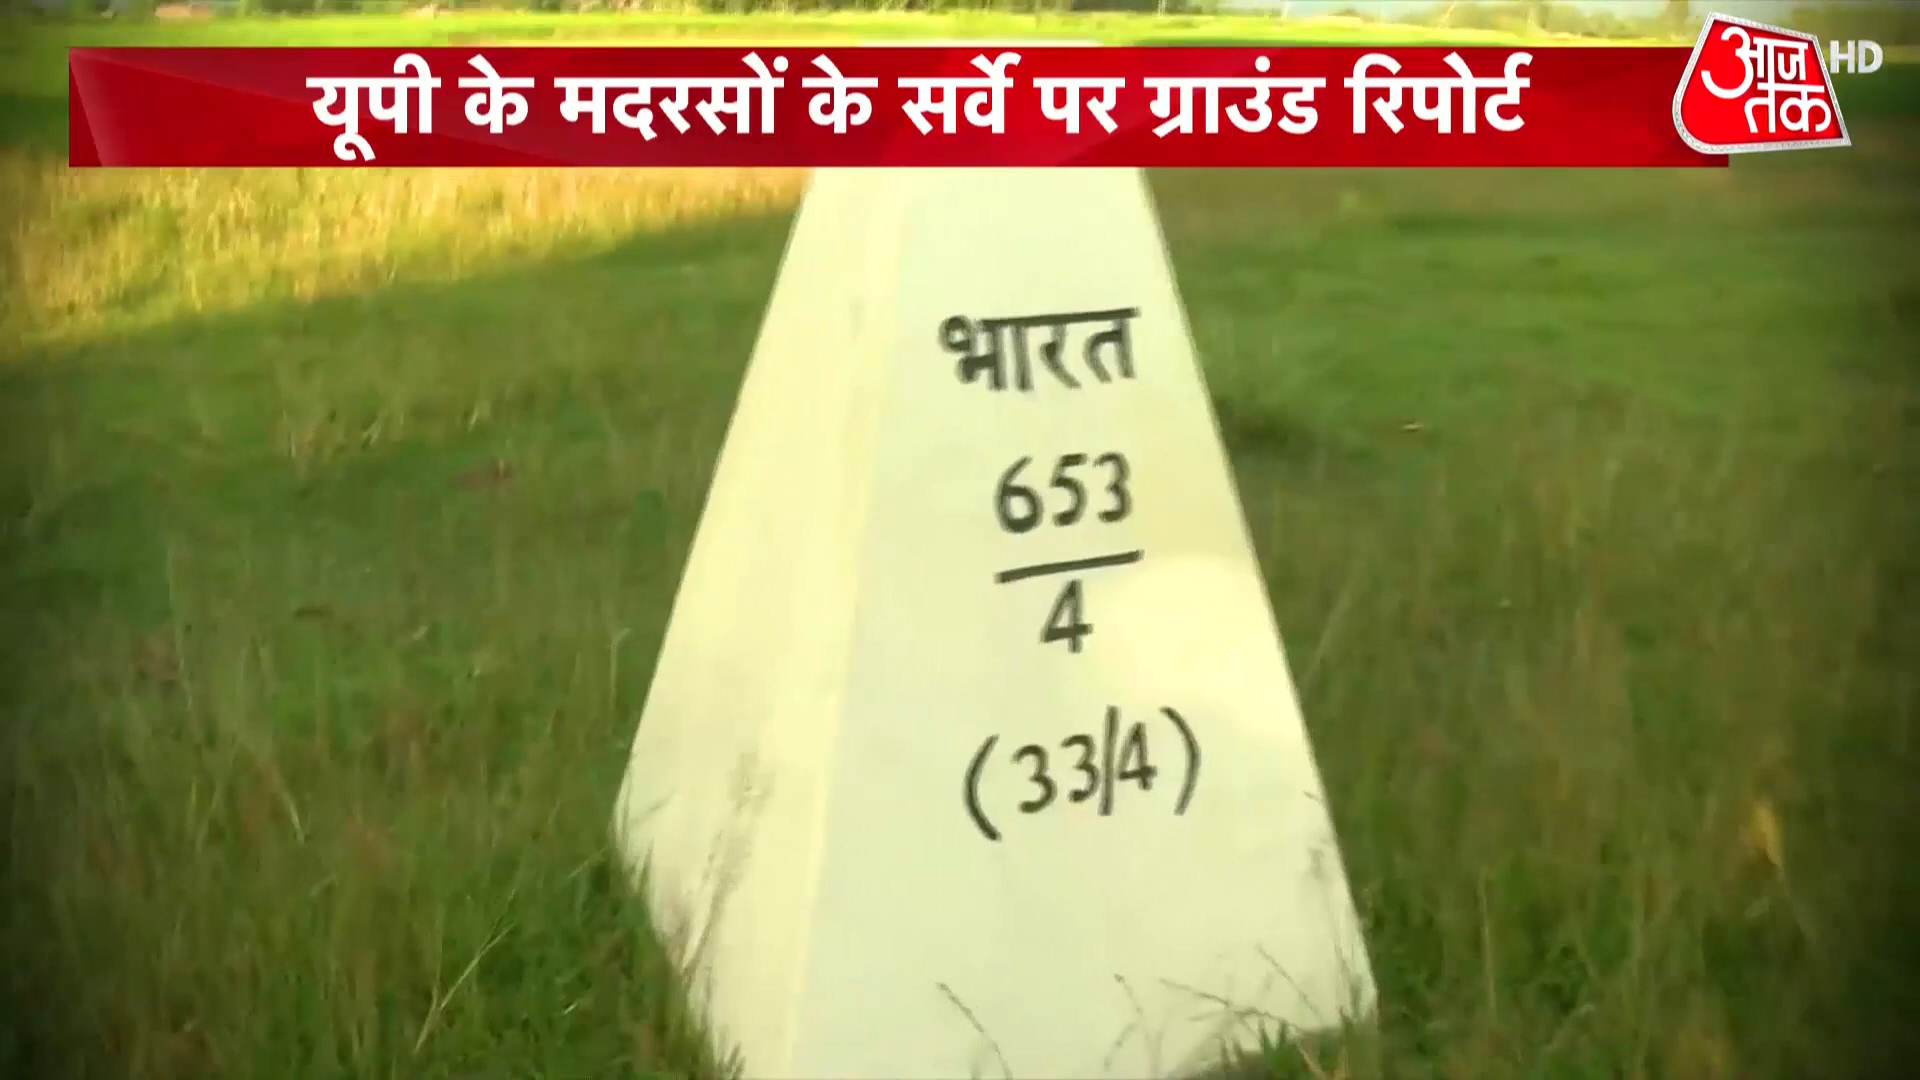 यूपी के मदरसों के सर्वे पर ग्राउंड रिपोर्ट
आज तक HD
भारत
653
4
(33/4)